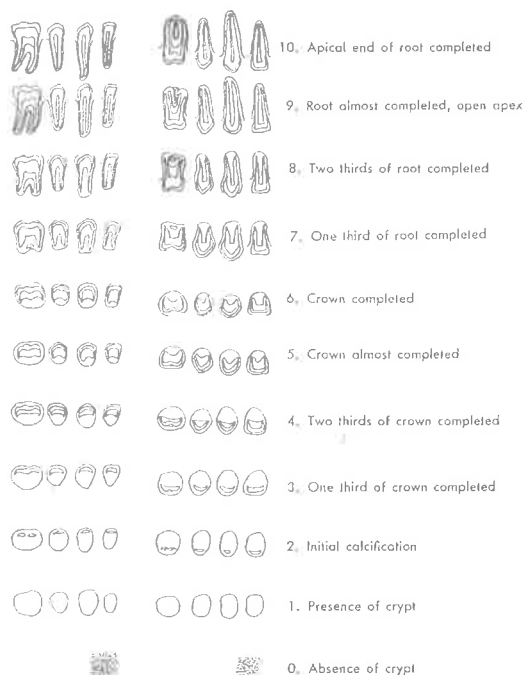 10. Apical end of root completed
9. Root almost completed, open apex
8. Two thirds of root completed
7. One third of root completed
6. Crown completed
5. Crown almost completed
4. Two thirds of crown completed
3. One third of crown completed
2. Initial calcification
1. Presence of crypt
0. Absence of crypt